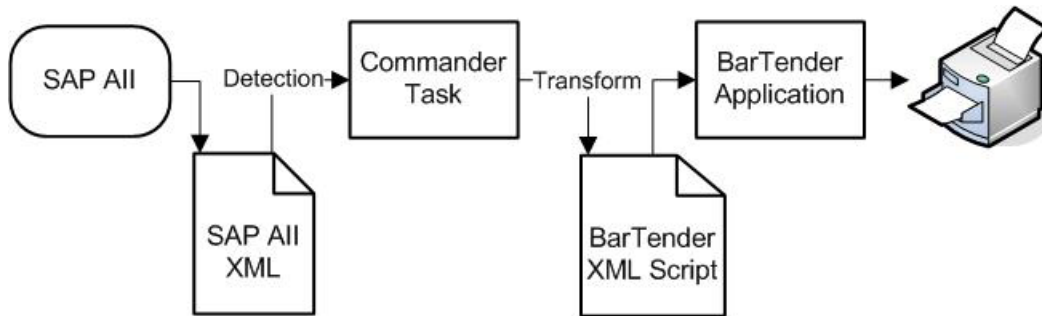 SAP AII
Detection
Commander
Task
Transform
BarTender
Application
SAP AII
XML
BarTender
XML Script